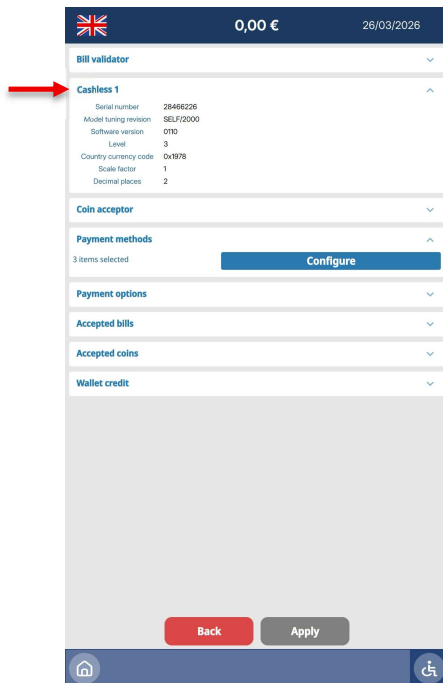 0,00 €
26/03/2026
Bill validator
Cashless 1
Serial number 28466226
Model tuning revision SELF/2000
Software version 0110
Level 3
Country currency code 0x1978
Scale factor 1
Decimal places 2
Coin acceptor
Payment methods
3 items selected
Configure
Payment options
Accepted bills
Accepted coins
Wallet credit
Back
Apply